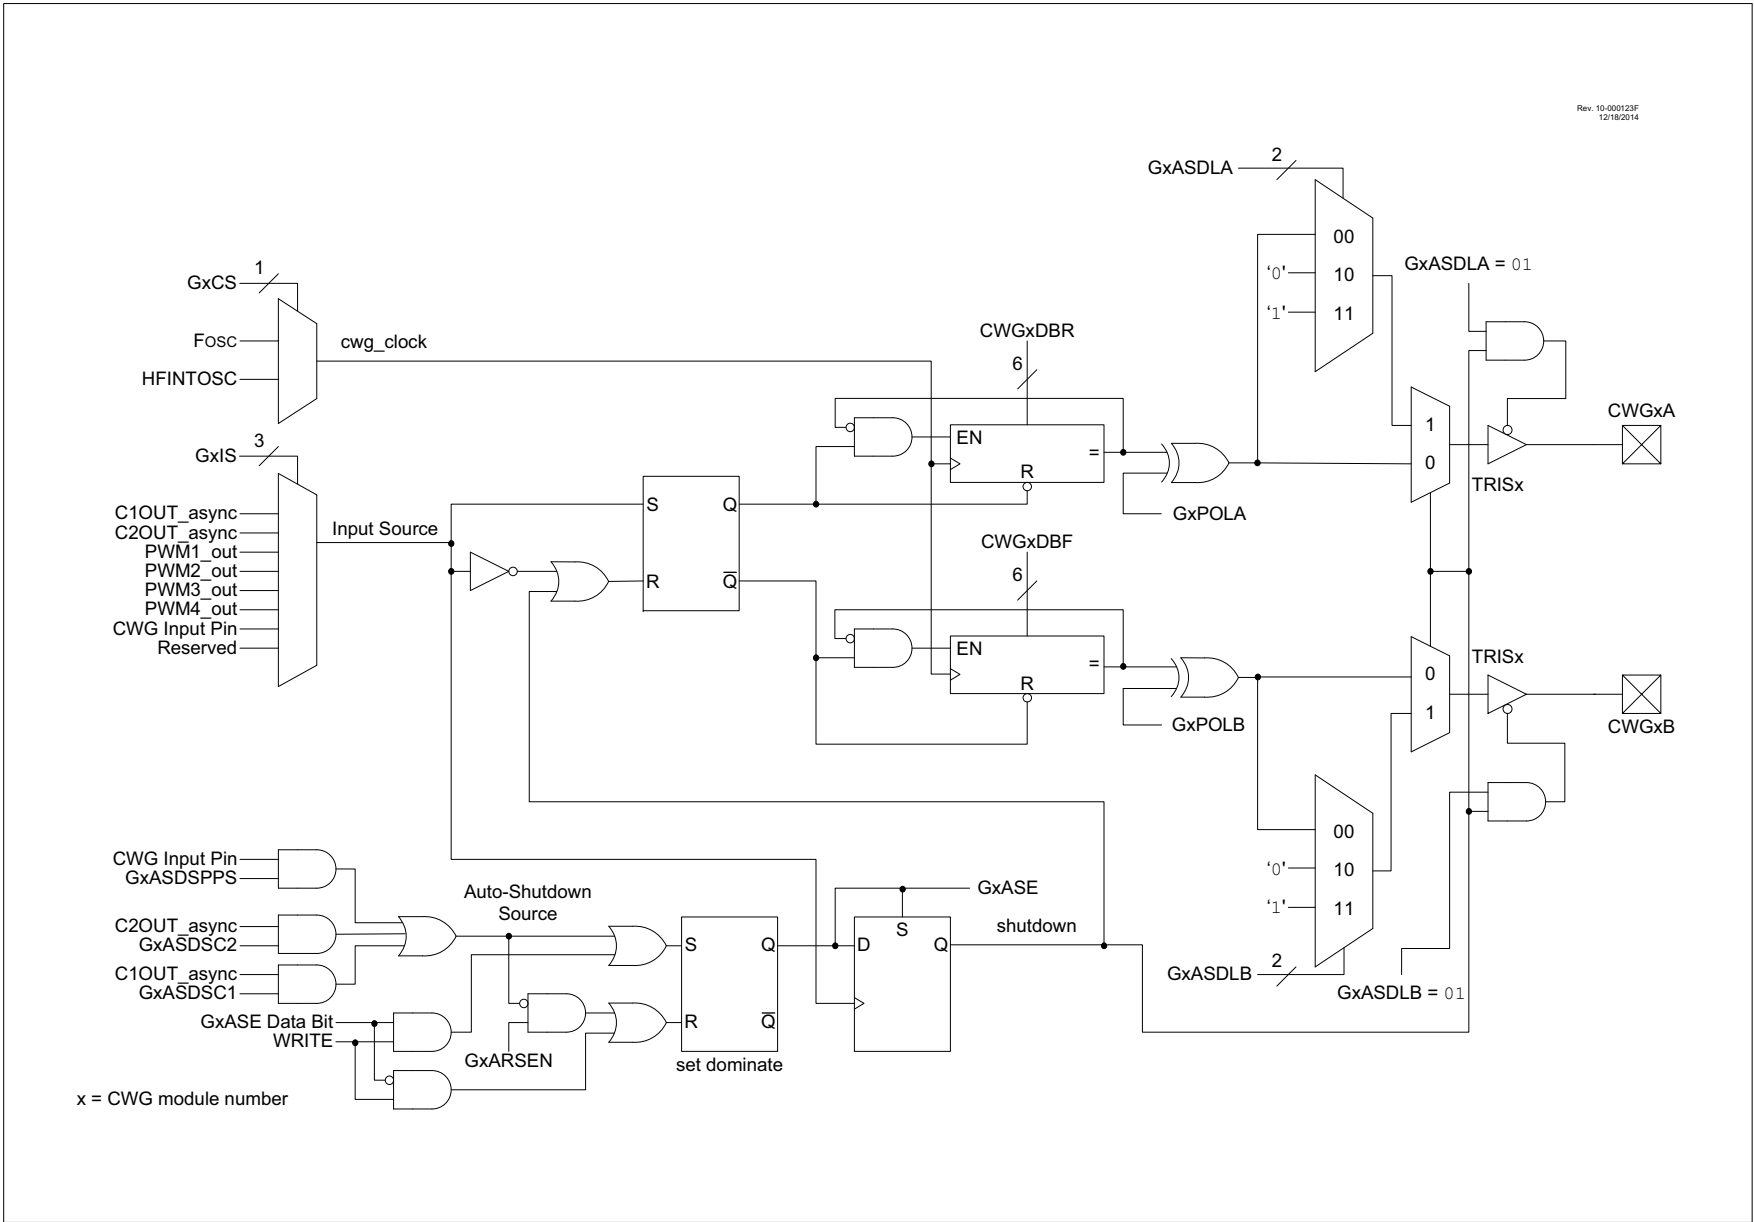 Rev. 10-000123F
12/18/2014
GxASDLA
2
00
‘0'
10
‘1'
11
GxASDLA = 01
GxCS
1
FOSC
HFINTOSC
cwg_clock
GxIS
3
C1OUT_async
C2OUT_async
PWM1_out
PWM2_out
PWM3_out
PWM4_out
CWG Input Pin
Reserved
Input Source
S
Q
R
Q
CWGxDBR
6
EN
=
R
GxPOLA
1
0
TRISx
CWGxA
CWGxDBF
6
EN
=
R
GxPOLB
0
1
TRISx
CWGxB
00
‘0'
10
‘1'
11
GxASDLB
2
GxASDLB = 01
CWG Input Pin
GxASDSPPS
C2OUT_async
GxASDSC2
C1OUT_async
GxASDSC1
Auto-Shutdown
Source
GxASE Data Bit
WRITE
GxARSEN
S
Q
R
Q
set dominate
GxASE
S
D
Q
shutdown
x = CWG module number